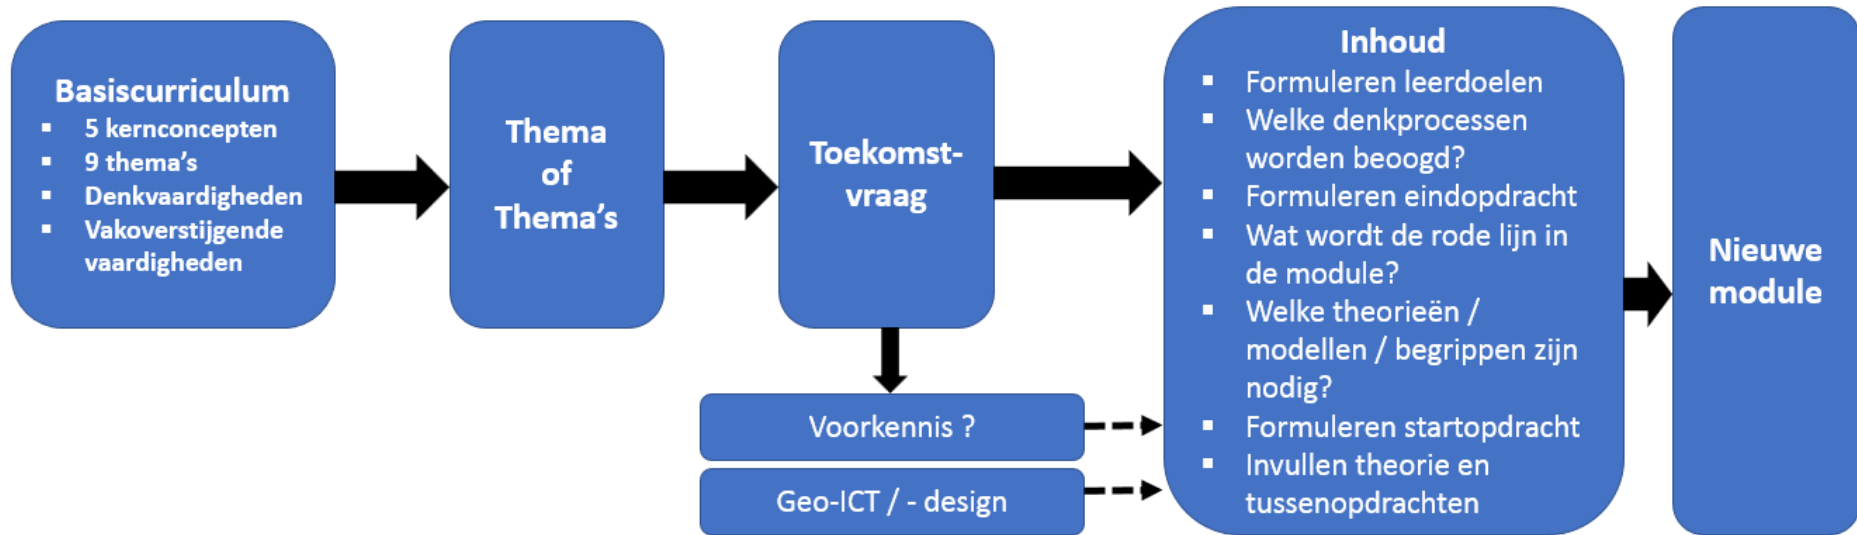 Basiscurriculum
▪ 5 kernconcepten
▪ 9 thema's
▪ Denkvaardigheden
▪ Vakoverstijgende
vaardigheden
Thema
of
Thema's
Toekomst-
vraag
Voorkennis ?
Geo-ICT / - design
Inhoud
▪ Formuleren leerdoelen
▪ Welke denkprocessen
worden beoogd?
▪ Formuleren eindopdracht
▪ Wat wordt de rode lijn in
de module?
▪ Welke theorieën /
modellen / begrippen zijn
nodig?
▪ Formuleren startopdracht
▪ Invullen theorie en
tussenopdrachten
Nieuwe
module